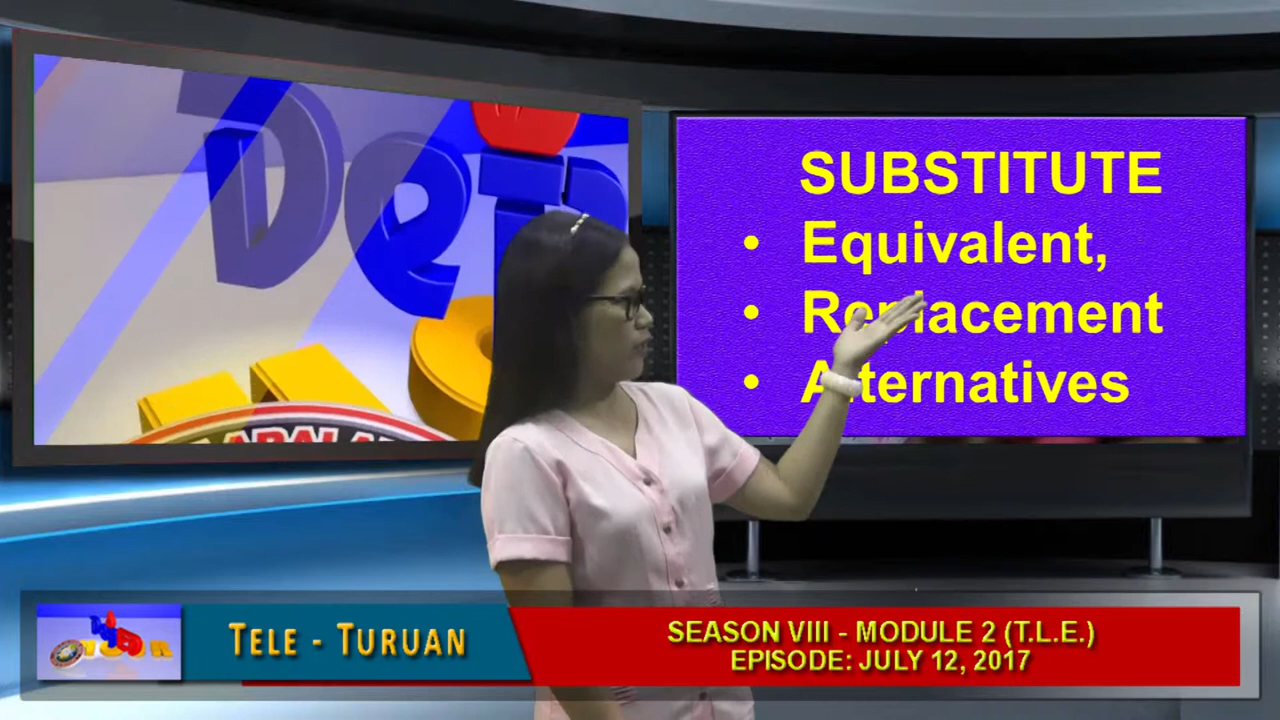 SUBSTITUTE
• Equivalent,
• Replacement
• Alternatives
TELE - TURUAN
SEASON VIII - MODULE 2 (T.L.E.)
EPISODE: JULY 12, 2017